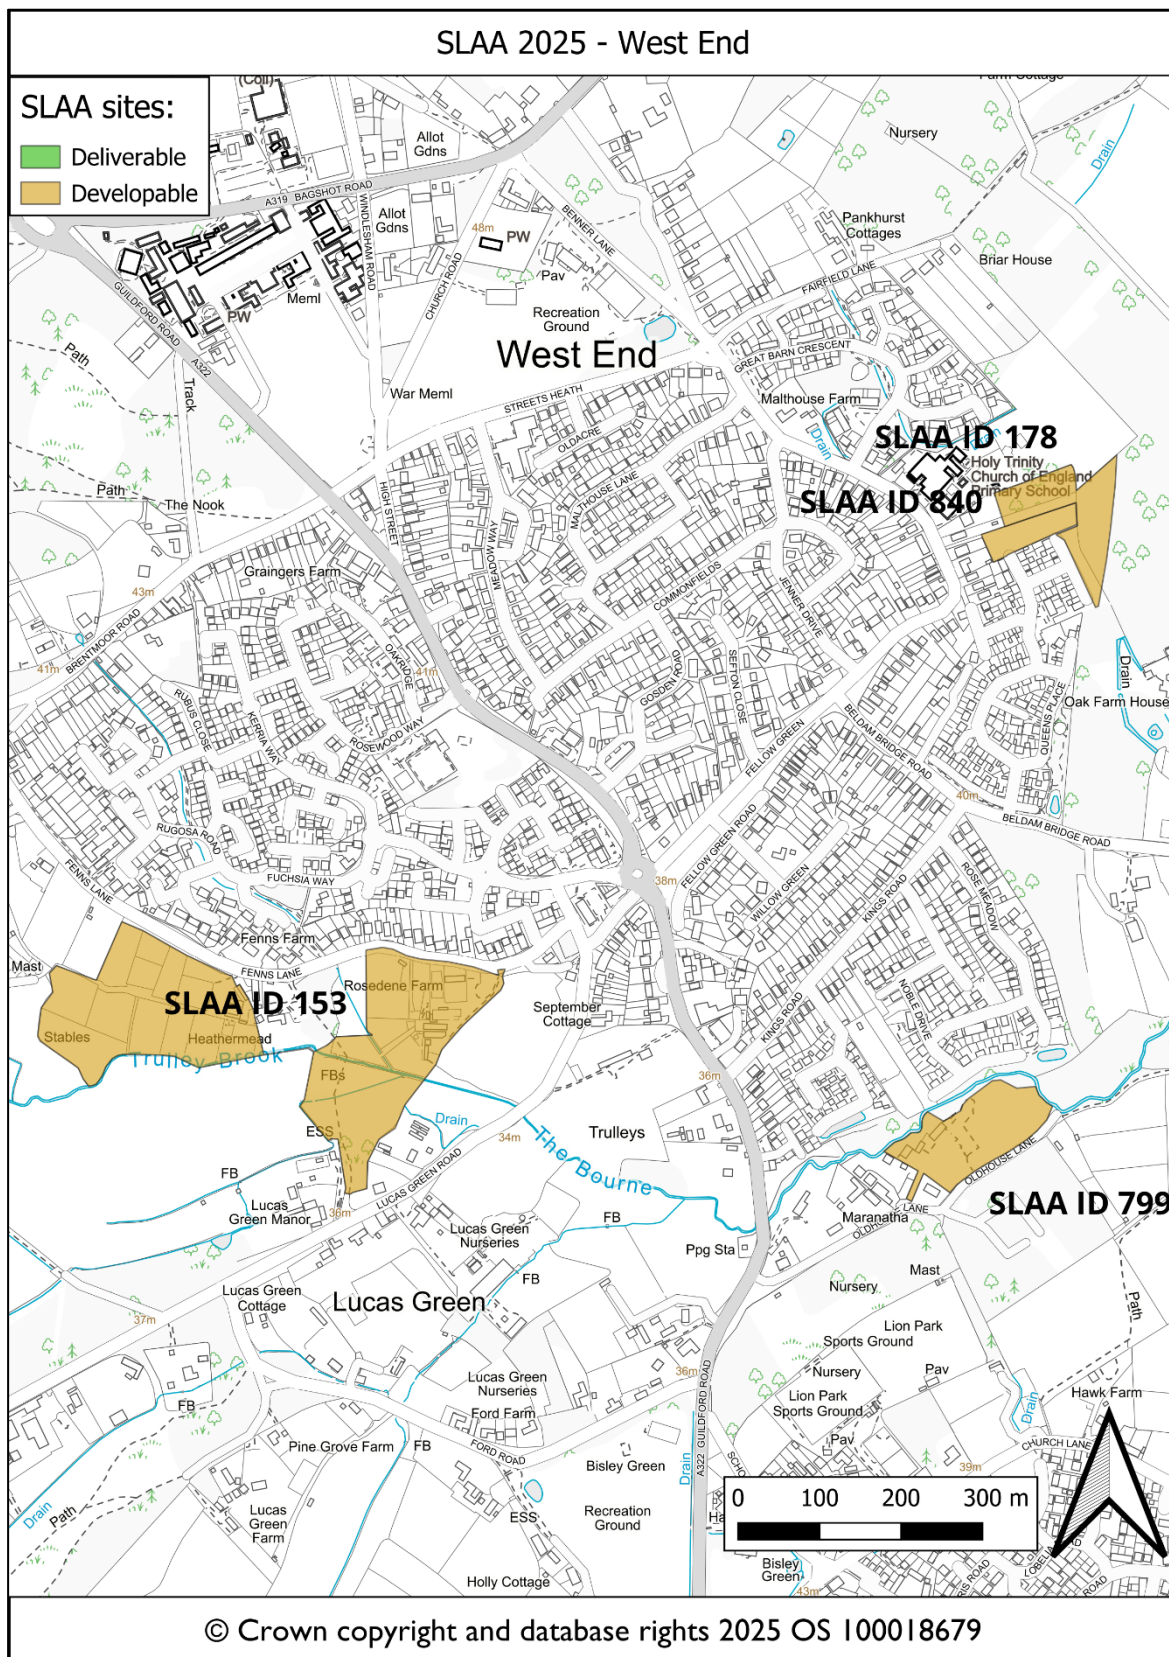 SLAA 2025 - West End
SLAA sites:
Deliverable
Developable
(Coll)
Allot
Gdns
A319 BAGSHOT ROAD
WINDLESHAM ROAD
Allot
Gdns
48m
PW
CHURCH ROAD
BENNER LANE
Pav
Nursery
Drain
Pankhurst
Cottages
Briar House
FAIRFIELD LANE
GUILDFORD ROAD
A322
Meml
PW
Recreation
Ground
West End
GREAT BARN CRESCENT
Path
Track
War Meml
STREETS HEATH
OLDACRE
Malthouse Farm
Drain
SLAA ID 178
Drain
Holy Trinity
Church of England
Primary School
SLAA ID 840
MALTHOUSE LANE
HIGH STREET
MEADOW WAY
Path
The Nook
Graingers Farm
43m
BRENTMOOR ROAD
41m
COMMONFIELDS
JENNER DRIVE
OAKRIDGE
41m
GOSDEN ROAD
SEFTON CLOSE
RUBUS CLOSE
KERRIA WAY
ROSEWOOD WAY
FELLOW GREEN
BELDAM BRIDGE ROAD
QUEENS PLACE
Drain
Oak Farm House
40m
BELDAM BRIDGE ROAD
RUGOSA ROAD
FUCHSIA WAY
FENNS LANE
38m
FELLOW GREEN ROAD
WILLOW GREEN
KINGS ROAD
ROSE MEADOW
Fenns Farm
Mast
FENNS LANE
Rosedene Farm
SLAA ID 153
Stables
Heathermead
Trulley Brook
September
Cottage
KINGS ROAD
NOBLE DRIVE
FBs
ESS
Drain
34m
36m
The Bourne
Trulleys
OLDHOUSE LANE
FB
LUCAS GREEN ROAD
Lucas
Green Manor
36m
Lucas Green
Nurseries
FB
Maranatha
OLDHOUSE LANE
SLAA ID 799
Ppg Sta
FB
Mast
Nursery
Lucas Green
Cottage
Lucas Green
37m
Path
Lion Park
Sports Ground
36m
Nursery
Pav
Lucas Green
Nurseries
Lion Park
Sports Ground
Hawk Farm
FB
Ford Farm
Pav
Drain
Pine Grove Farm
FB
FORD ROAD
Bisley Green
A322 GUILDFORD ROAD
Drain
CHURCH LANE
39m
0 100 200 300 m
Drain
Path
Lucas
Green
Farm
ESS
Recreation
Ground
Holly Cottage
Bisley
Green
43m
ROAD
© Crown copyright and database rights 2025 OS 100018679